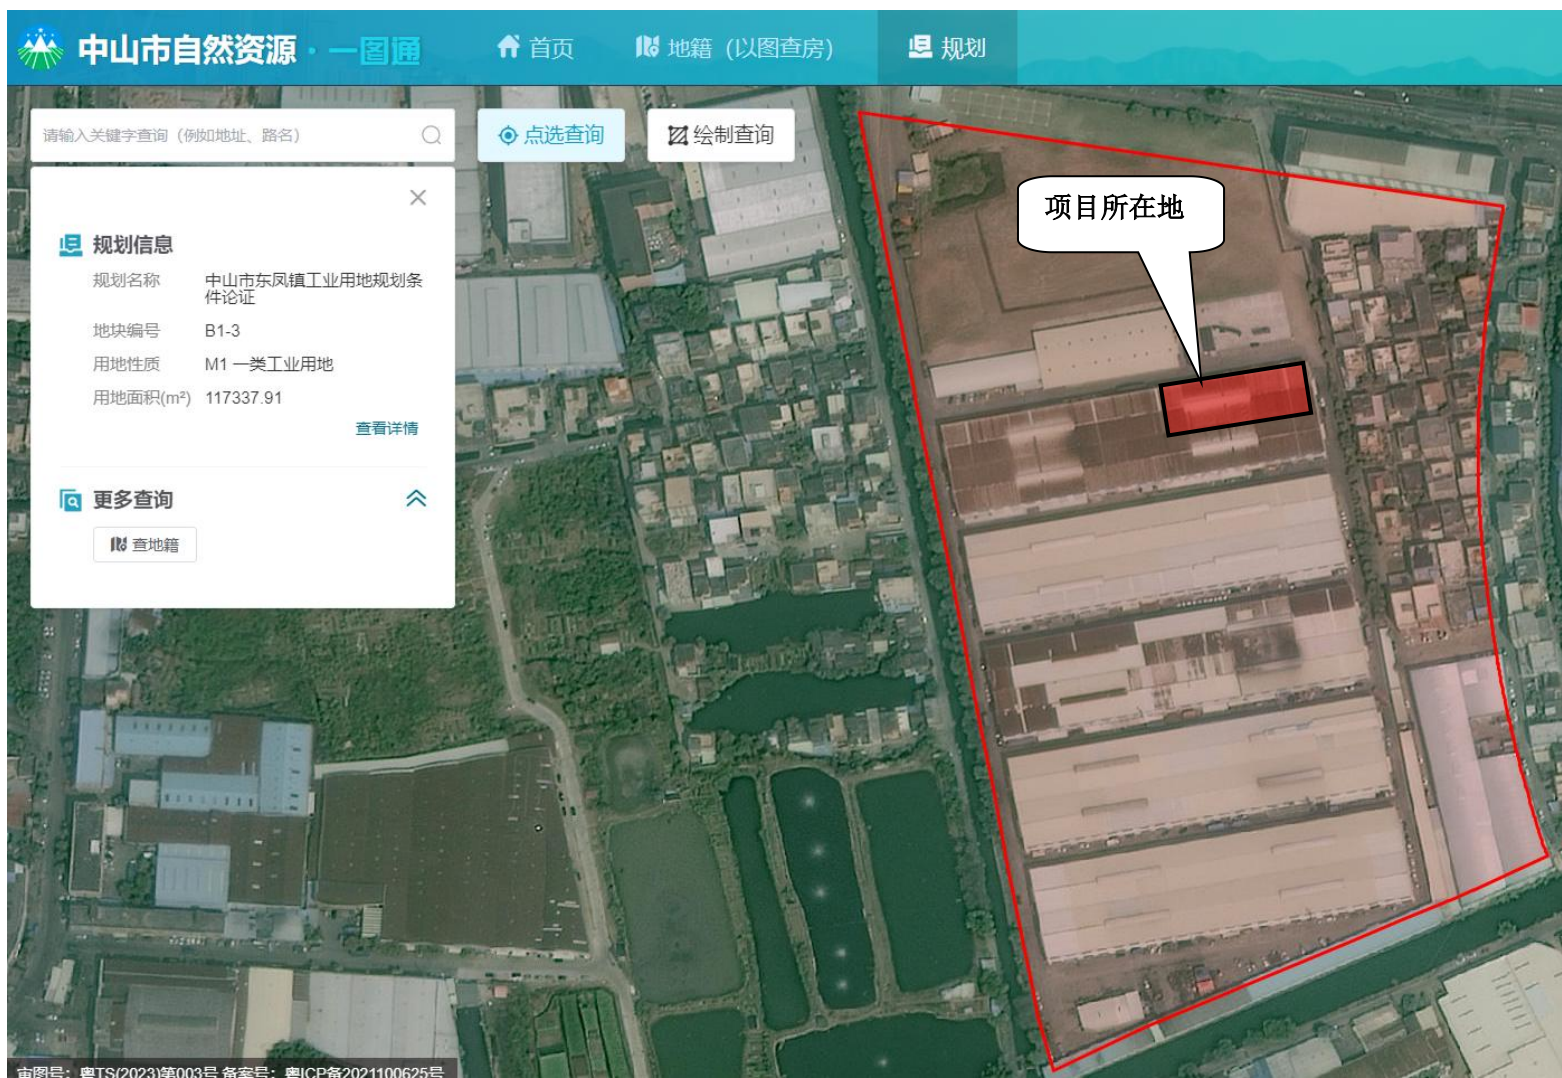 中山市自然资源·一图通
首页
地籍（以图查房）
规划
请输入关键字查询（例如地址、路名）
点选查询
绘制查询
项目所在地
规划信息
规划名称 中山市东凤镇工业用地规划条
件论证
地块编号 B1-3
用地性质 M1 一类工业用地
用地面积(m²) 117337.91
查看详情
更多查询
查地籍
审图号：粤TS(2023)第003号 备案号：粤ICP备2021100625号